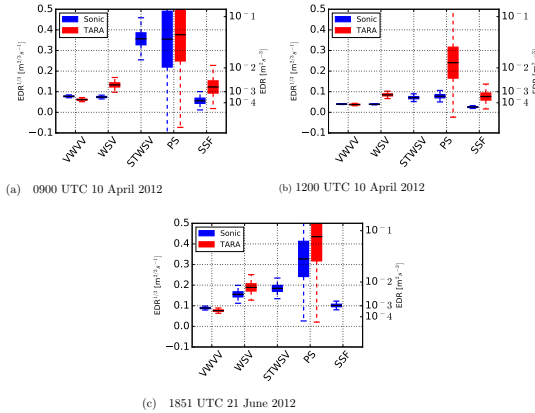 0.5
0.4
0.3
0.2
0.1
0.0
−0.1
EDR^{1/3} [m^{2/3}s^{-1}]
Sonic
TARA
10^{-1}
10^{-2}
10^{-3}
10^{-4}
EDR [m^2s^{-3}]
VWVV
WSV
STWSV
PS
SSF
(a) 0900 UTC 10 April 2012
0.5
0.4
0.3
0.2
0.1
0.0
−0.1
EDR^{1/3} [m^{2/3}s^{-1}]
Sonic
TARA
10^{-1}
10^{-2}
10^{-3}
10^{-4}
EDR [m^2s^{-3}]
VWVV
WSV
STWSV
PS
SSF
(b) 1200 UTC 10 April 2012
0.5
0.4
0.3
0.2
0.1
0.0
−0.1
EDR^{1/3} [m^{2/3}s^{-1}]
Sonic
TARA
10^{-1}
10^{-2}
10^{-3}
10^{-4}
EDR [m^2s^{-3}]
VWVV
WSV
STWSV
PS
SSF
(c) 1851 UTC 21 June 2012